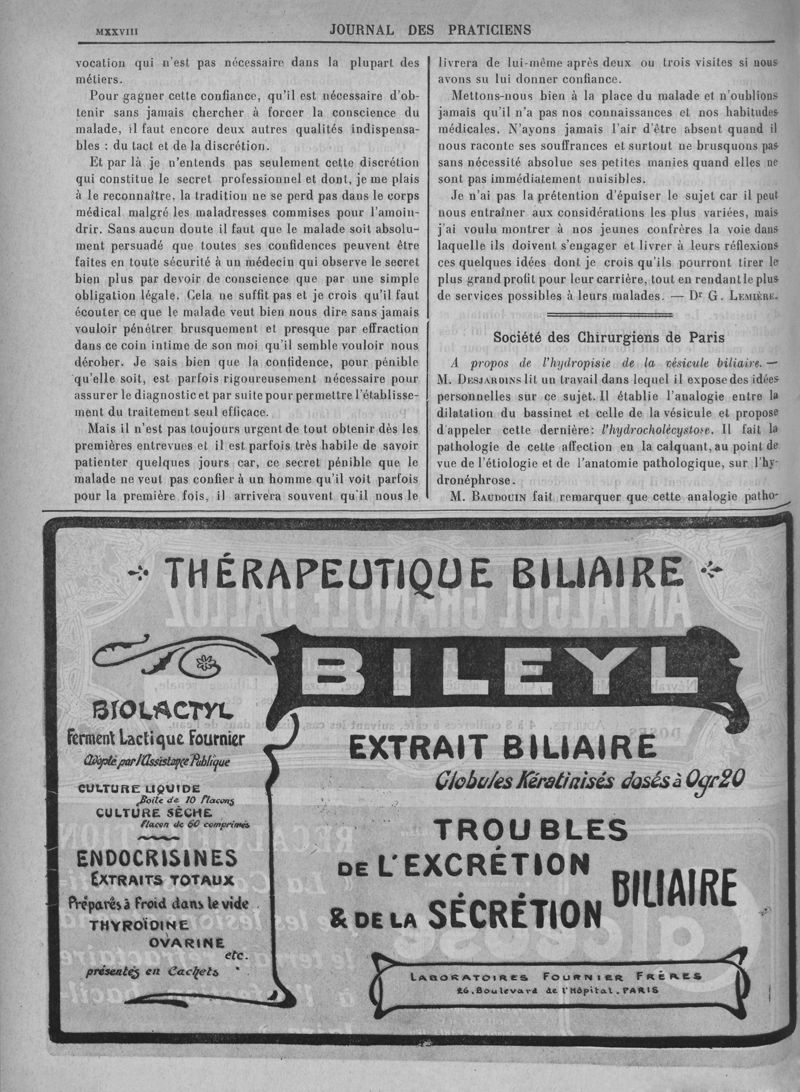 MXXVIII
JOURNAL DES PRATICIENS
vocation qui n'est pas nécessaire dans la plupart des
métiers.
Pour gagner cette confiance, qu'il est nécessaire d'ob-
tenir sans jamais chercher à forcer la conscience du
malade, il faut encore deux autres qualités indispensa-
bles : du tact et de la discrétion.
Et par là je n'entends pas seulement cette discrétion
qui constitue le secret professionnel et dont, je me plais
à le reconnaître, la tradition ne se perd pas dans le corps
médical malgré les maladresses commises pour l'amoin-
drir. Sans aucun doute il faut que le malade soit absolu-
ment persuadé que toutes ses confidences peuvent être
faites en toute sécurité à un médecin qui observe le secret
bien plus par devoir de conscience que par une simple
obligation légale. Cela ne suffit pas et je crois qu'il faut
écouter ce que le malade veut bien nous dire sans jamais
vouloir pénétrer brusquement et presque par effraction
dans ce coin intime de son moi qu'il semble vouloir nous
dérober. Je sais bien que la confidence, pour pénible
qu'elle soit, est parfois rigoureusement nécessaire pour
assurer le diagnostic et par suite pour permettre l'établisse-
ment du traitement seul efficace.
Mais il n'est pas toujours urgent de tout obtenir dès les
premières entrevues et il est parfois très habile de savoir
patienter quelques jours car, ce secret pénible que le
malade ne veut pas confier à un homme qu'il voit parfois
pour la première fois, il arrivera souvent qu'il nous le
livrera de lui-même après deux ou trois visites si nous
avons su lui donner confiance.
Mettons-nous bien à la place du malade et n'oublions
jamais qu'il n'a pas nos connaissances et nos habitudes
médicales. N'ayons jamais l'air d'être absent quand il
nous raconte ses souffrances et surtout ne brusquons pas
sans nécessité absolue ses petites manies quand elles ne
sont pas immédiatement nuisibles.
Je n'ai pas la prétention d'épuiser le sujet car il peut
nous entraîner aux considérations les plus variées, mais
j'ai voulu montrer à nos jeunes confrères la voie dans
laquelle ils doivent s'engager et livrer à leurs réflexions
ces quelques idées dont je crois qu'ils pourront tirer le
plus grand profit pour leur carrière, tout en rendant le plus
de services possibles à leurs malades. — Dr G. LEMIÈRE.
Société des Chirurgiens de Paris
A propos de l'hydropisie de la vésicule biliaire. —
M. DESJARDINS lit un travail dans lequel il expose des idées
personnelles sur ce sujet. Il établie l'analogie entre la
dilatation du bassinet et celle de la vésicule et propose
d'appeler cette dernière: l'hydrocholécystose. Il fait la
pathologie de cette affection en la calquant, au point de
vue de l'étiologie et de l'anatomie pathologique, sur l'hy-
dronéphrose.
M. BAUDOUIN fait remarquer que cette analogie patho-
THÉRAPEUTIQUE BILIAIRE
BILEYL
BIOLACTYL
Ferment Lactique Fournier
Adopté par l'Assistance Publique
CULTURE LIQUIDE
Boîte de 10 flacons
CULTURE SÈCHE
flacon de 60 comprimés
ENDOCRISINES
EXTRAITS TOTAUX
Préparés à Froid dans le vide
THYROÏDINE
OVARINE
etc.
présentés en Cachets
EXTRAIT BILIAIRE
Globules Kératinisés dosés à 0gr20
TROUBLES
DE L'EXCRÉTION
& DE LA SÉCRÉTION
BILIAIRE
LABORATOIRES FOURNIER FRÈRES
26, Boulevard de l'Hôpital. PARIS